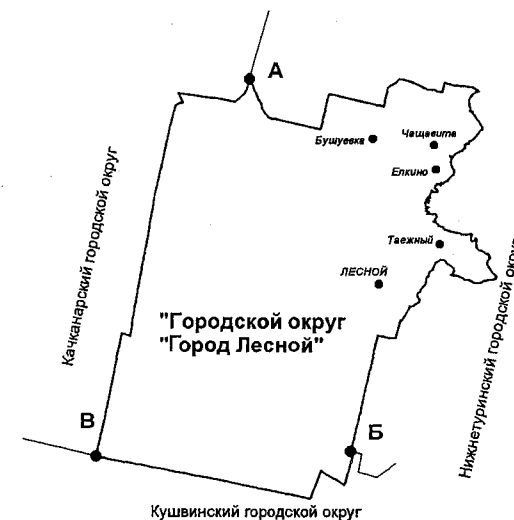 А
Бушуевка
Чащавита
Елкино
Таежный
ЛЕСНОЙ
Качканарский городской округ
"Городской округ
"Город Лесной"
Нижнетуринский городской округ
В
Б
Кушвинский городской округ